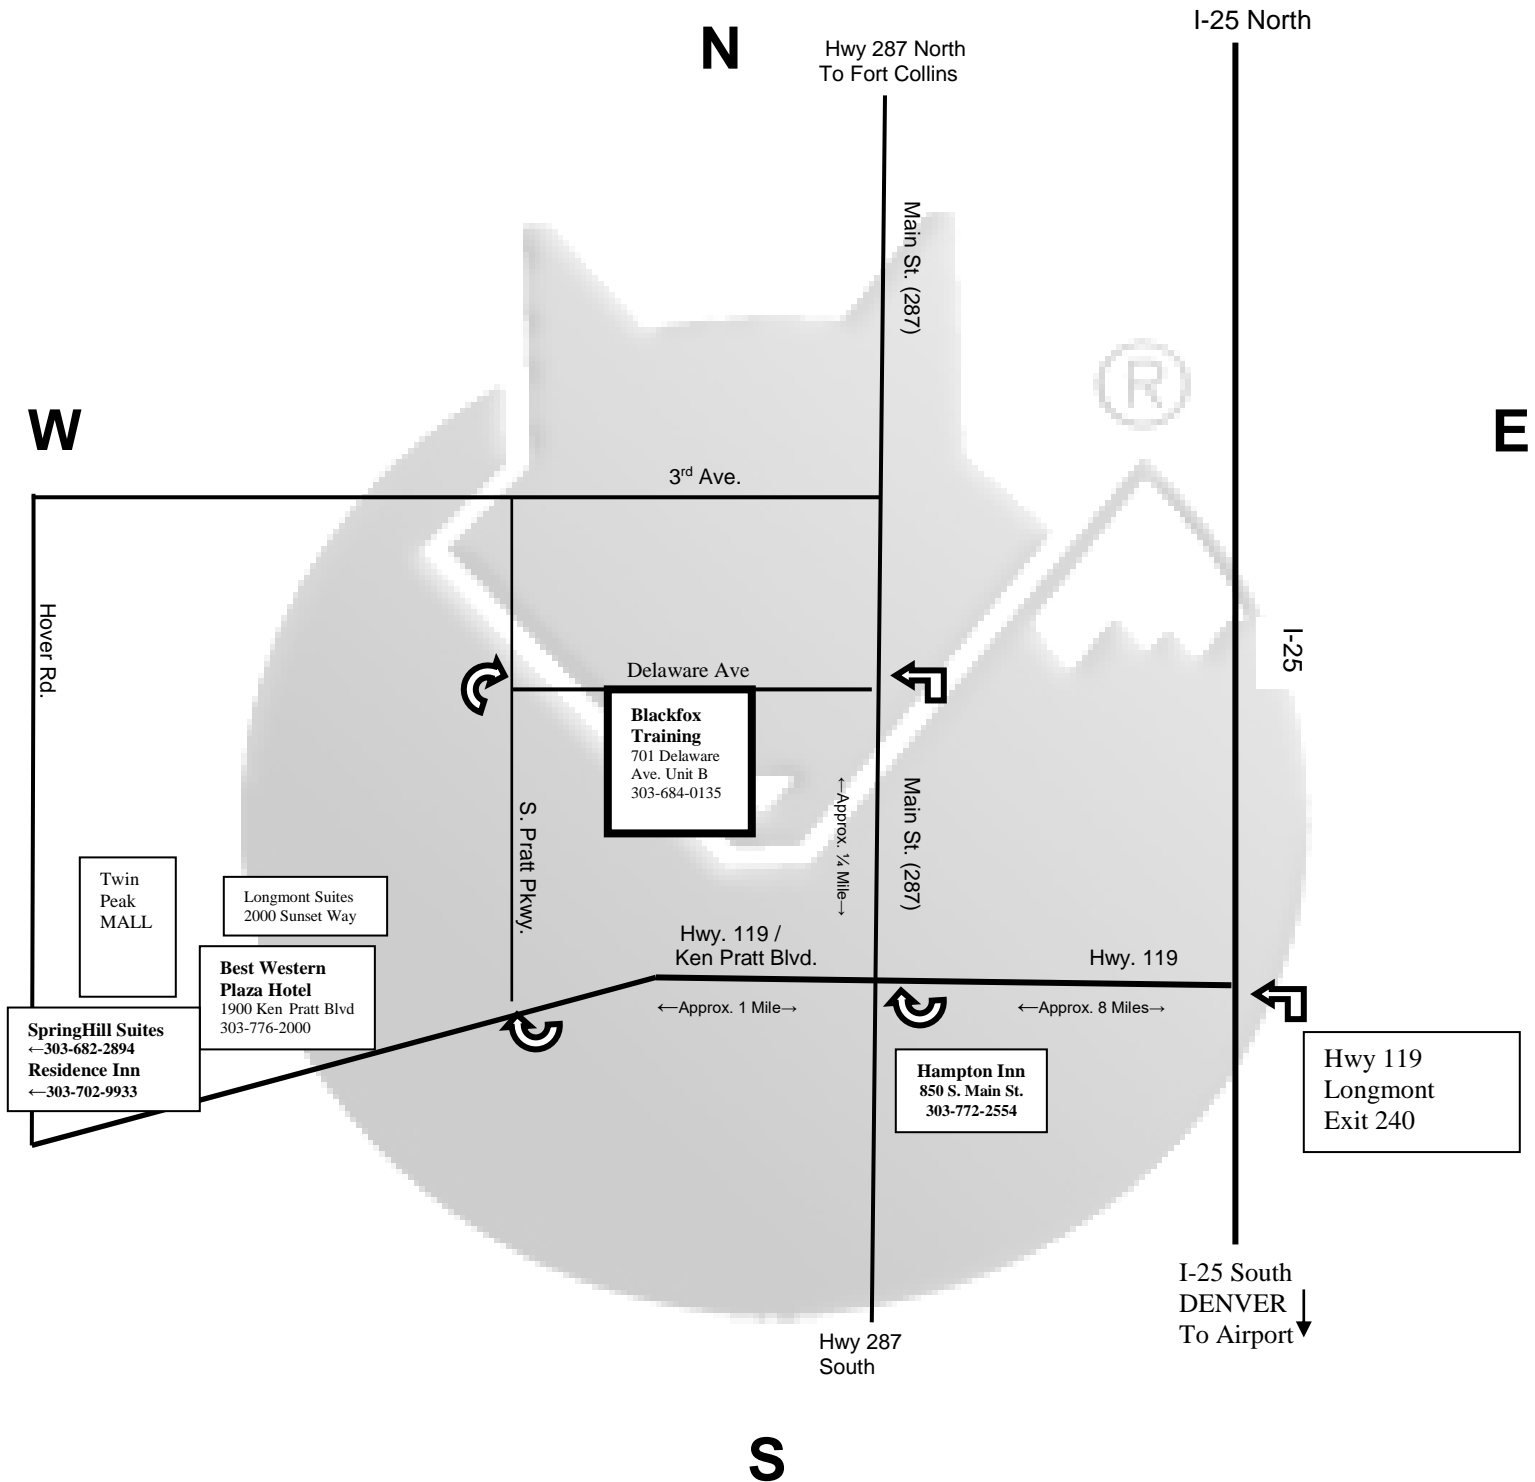 I-25 North
N
Hwy 287 North
To Fort Collins
Main St. (287)
®
W
E
3rd Ave.
Hover Rd.
I-25
Delaware Ave
Blackfox
Training
701 Delaware
Ave. Unit B
303-684-0135
S. Pratt Pkwy.
←Approx. ¼ Mile→
Main St. (287)
Twin
Peak
MALL
Longmont Suites
2000 Sunset Way
Hwy. 119 /
Ken Pratt Blvd.
Hwy. 119
Best Western
Plaza Hotel
1900 Ken Pratt Blvd
303-776-2000
←Approx. 1 Mile→
←Approx. 8 Miles→
SpringHill Suites
←303-682-2894
Residence Inn
←303-702-9933
Hampton Inn
850 S. Main St.
303-772-2554
Hwy 119
Longmont
Exit 240
I-25 South
DENVER
To Airport
Hwy 287
South
S